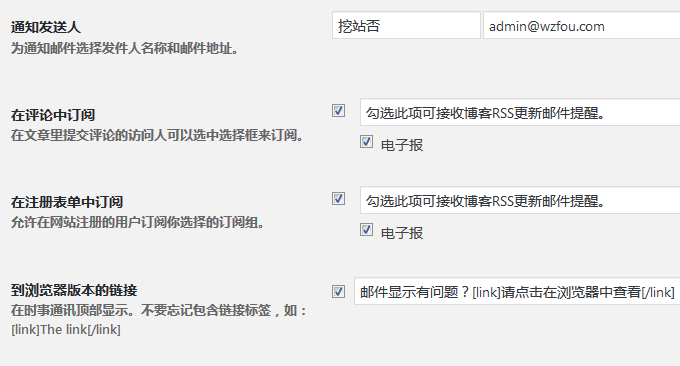 通知发送人
挖站否
admin@wzfou.com
为通知邮件选择发件人名称和邮件地址。
在评论中订阅
勾选此项可接收博客RSS更新邮件提醒。
在文章里提交评论的访问人可以选中选择框来订阅。
电子报
在注册表单中订阅
勾选此项可接收博客RSS更新邮件提醒。
允许在网站注册的用户订阅你选择的订阅组。
电子报
到浏览器版本的链接
邮件显示有问题？[link]请点击在浏览器中查看[/link]
在时事通讯顶部显示。不要忘记包含链接标签，如：
[link]The link[/link]